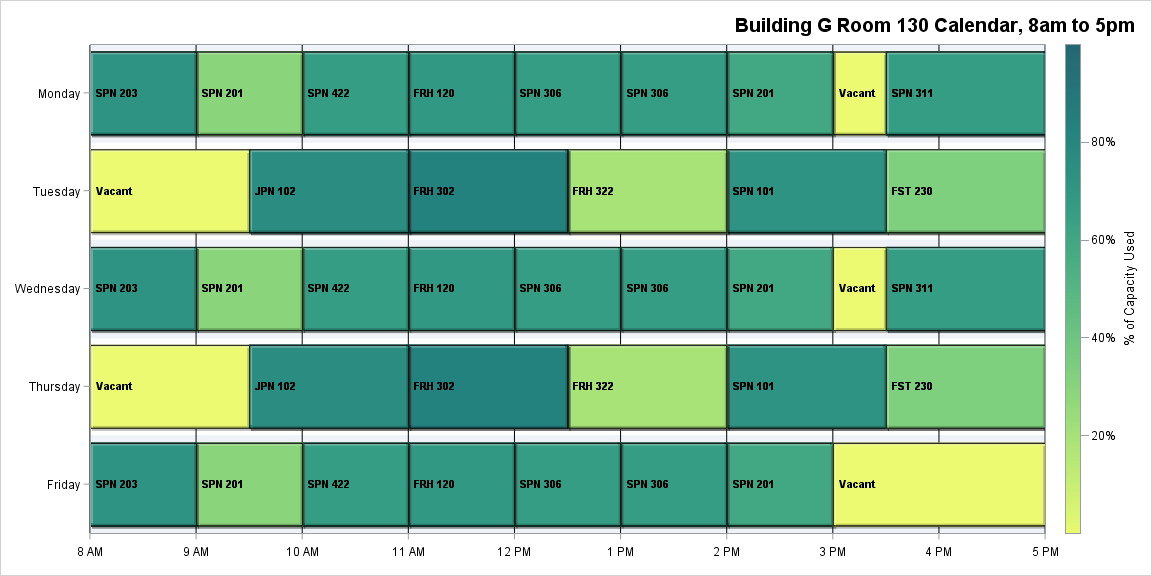 Building G Room 130 Calendar, 8am to 5pm
Monday
SPN 203
SPN 201
SPN 422
FRH 120
SPN 306
SPN 306
SPN 201
Vacant
SPN 311
Tuesday
Vacant
JPN 102
FRH 302
FRH 322
SPN 101
FST 230
Wednesday
SPN 203
SPN 201
SPN 422
FRH 120
SPN 306
SPN 306
SPN 201
Vacant
SPN 311
Thursday
Vacant
JPN 102
FRH 302
FRH 322
SPN 101
FST 230
Friday
SPN 203
SPN 201
SPN 422
FRH 120
SPN 306
SPN 306
SPN 201
Vacant
8 AM
9 AM
10 AM
11 AM
12 PM
1 PM
2 PM
3 PM
4 PM
5 PM
80%
60%
40%
20%
% of Capacity Used